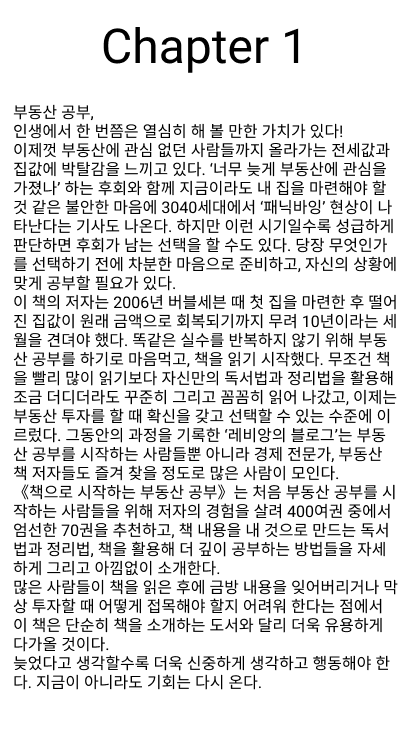 Chapter 1
부동산 공부,
인생에서 한 번쯤은 열심히 해 볼 만한 가치가 있다!
이제껏 부동산에 관심 없던 사람들까지 올라가는 전세값과
집값에 박탈감을 느끼고 있다. ‘너무 늦게 부동산에 관심을
가졌나’ 하는 후회와 함께 지금이라도 내 집을 마련해야 할
것 같은 불안한 마음에 3040세대에서 ‘패닉바잉’ 현상이 나
타난다는 기사도 나온다. 하지만 이런 시기일수록 성급하게
판단하면 후회가 남는 선택을 할 수도 있다. 당장 무엇인가
를 선택하기 전에 차분한 마음으로 준비하고, 자신의 상황에
맞게 공부할 필요가 있다.
이 책의 저자는 2006년 버블세븐 때 첫 집을 마련한 후 떨어
진 집값이 원래 금액으로 회복되기까지 무려 10년이라는 세
월을 견뎌야 했다. 똑같은 실수를 반복하지 않기 위해 부동
산 공부를 하기로 마음먹고, 책을 읽기 시작했다. 무조건 책
을 빨리 많이 읽기보다 자신만의 독서법과 정리법을 활용해
조금 더디더라도 꾸준히 그리고 꼼꼼히 읽어 나갔고, 이제는
부동산 투자를 할 때 확신을 갖고 선택할 수 있는 수준에 이
르렀다. 그동안의 과정을 기록한 ‘레비앙의 블로그’는 부동
산 공부를 시작하는 사람들뿐 아니라 경제 전문가, 부동산
책 저자들도 즐겨 찾을 정도로 많은 사람이 모인다.
《책으로 시작하는 부동산 공부》는 처음 부동산 공부를 시
작하는 사람들을 위해 저자의 경험을 살려 400여권 중에서
엄선한 70권을 추천하고, 책 내용을 내 것으로 만드는 독서
법과 정리법, 책을 활용해 더 깊이 공부하는 방법들을 자세
하게 그리고 아낌없이 소개한다.
많은 사람들이 책을 읽은 후에 금방 내용을 잊어버리거나 막
상 투자할 때 어떻게 접목해야 할지 어려워 한다는 점에서
이 책은 단순히 책을 소개하는 도서와 달리 더욱 유용하게
다가올 것이다.
늦었다고 생각할수록 더욱 신중하게 생각하고 행동해야 한
다. 지금이 아니라도 기회는 다시 온다.